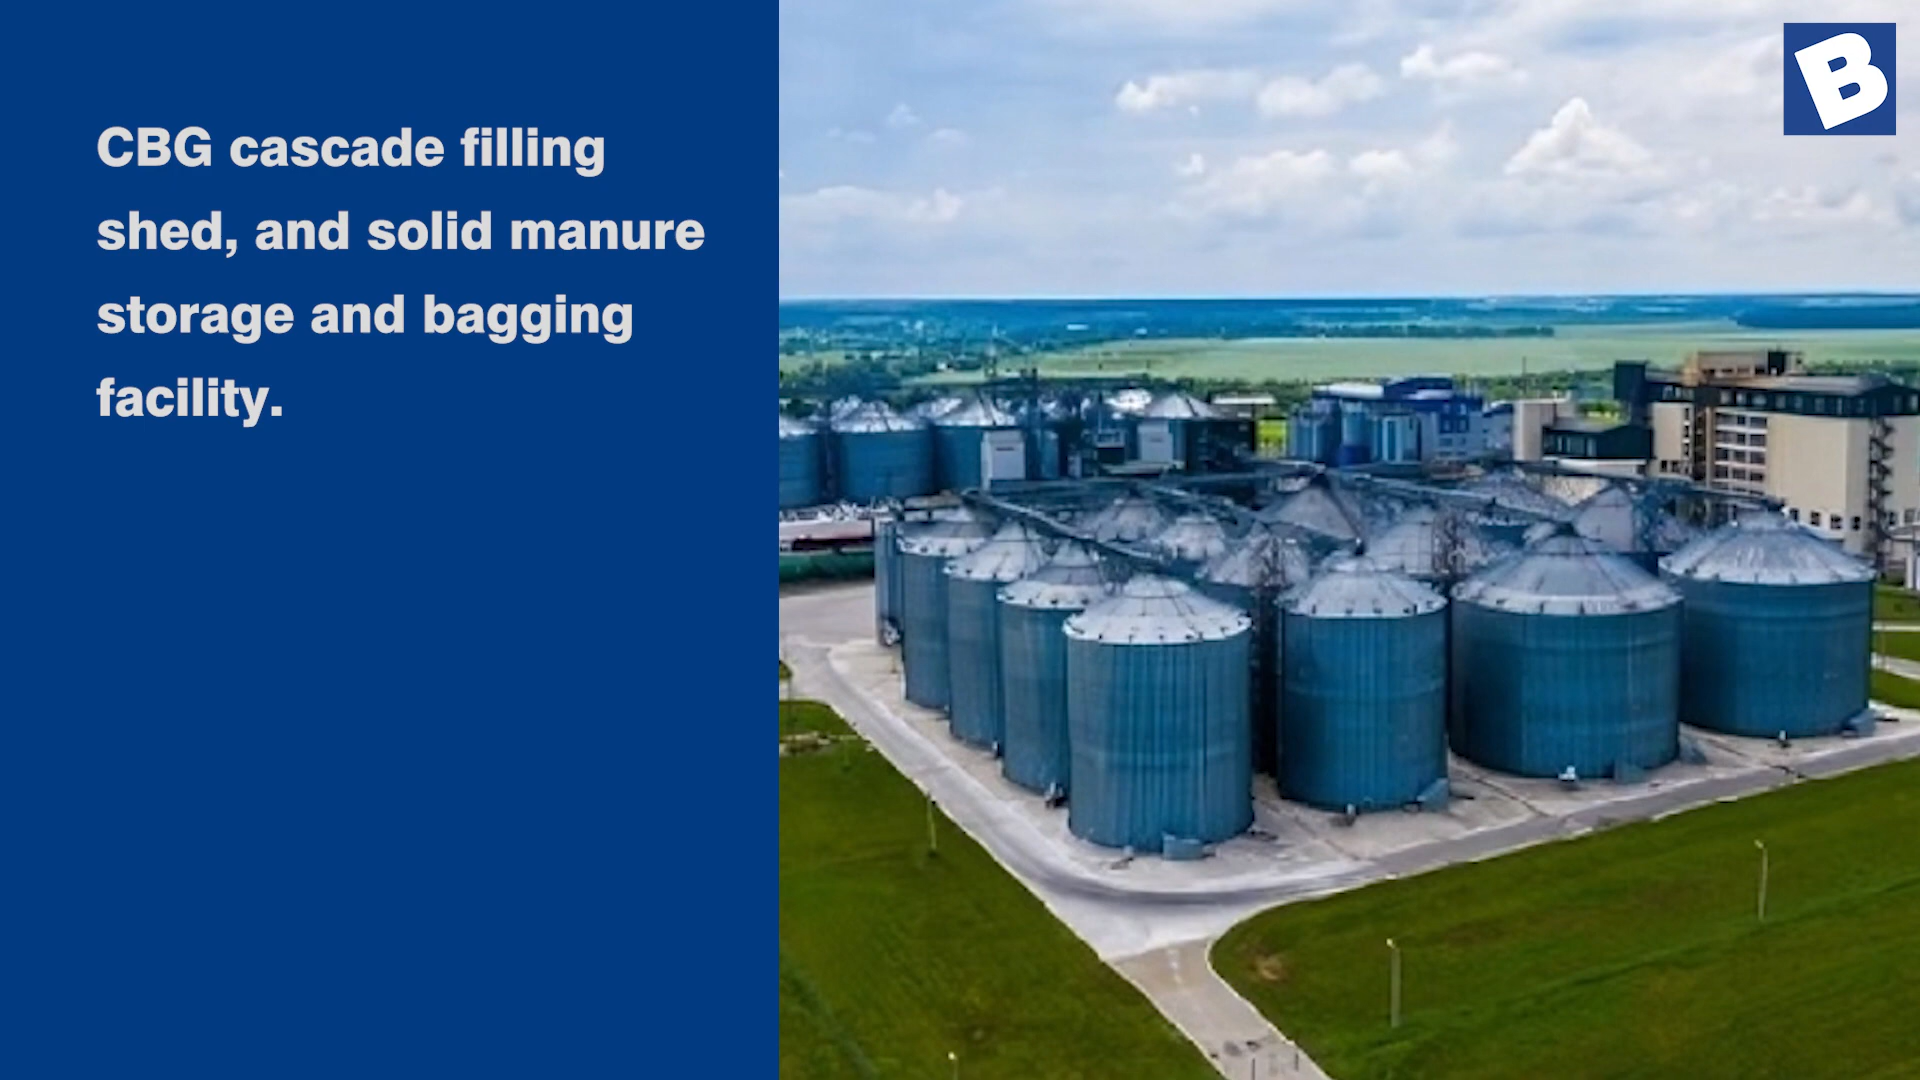 CBG cascade filling
shed, and solid manure
storage and bagging
facility.
B